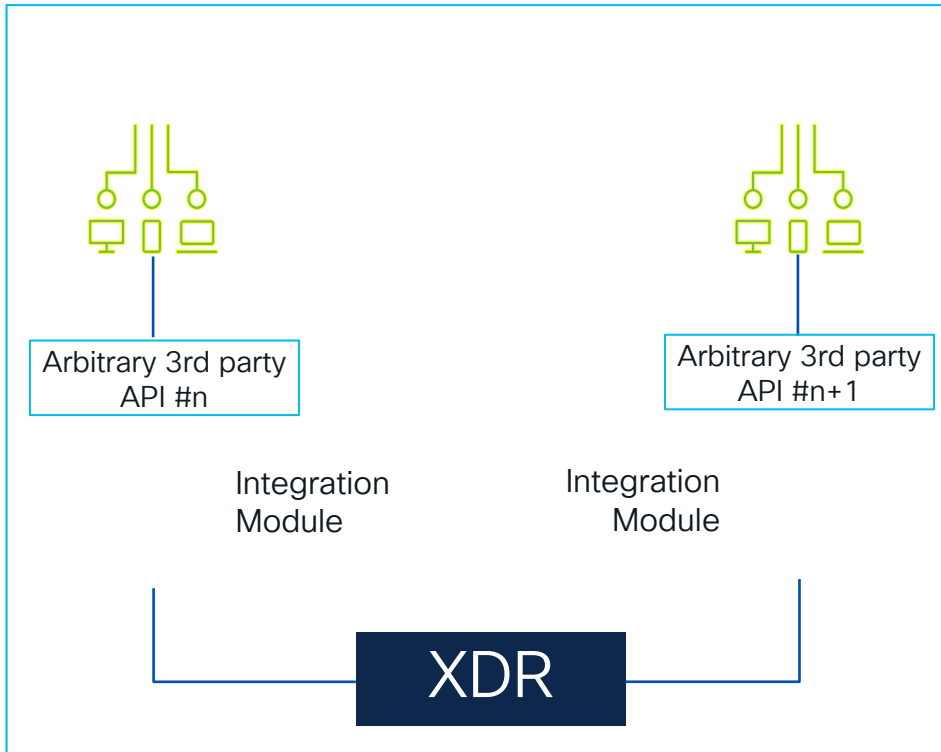 Arbitrary 3rd party
API #n
Arbitrary 3rd party
API #n+1
Integration
Module
Integration
Module
XDR